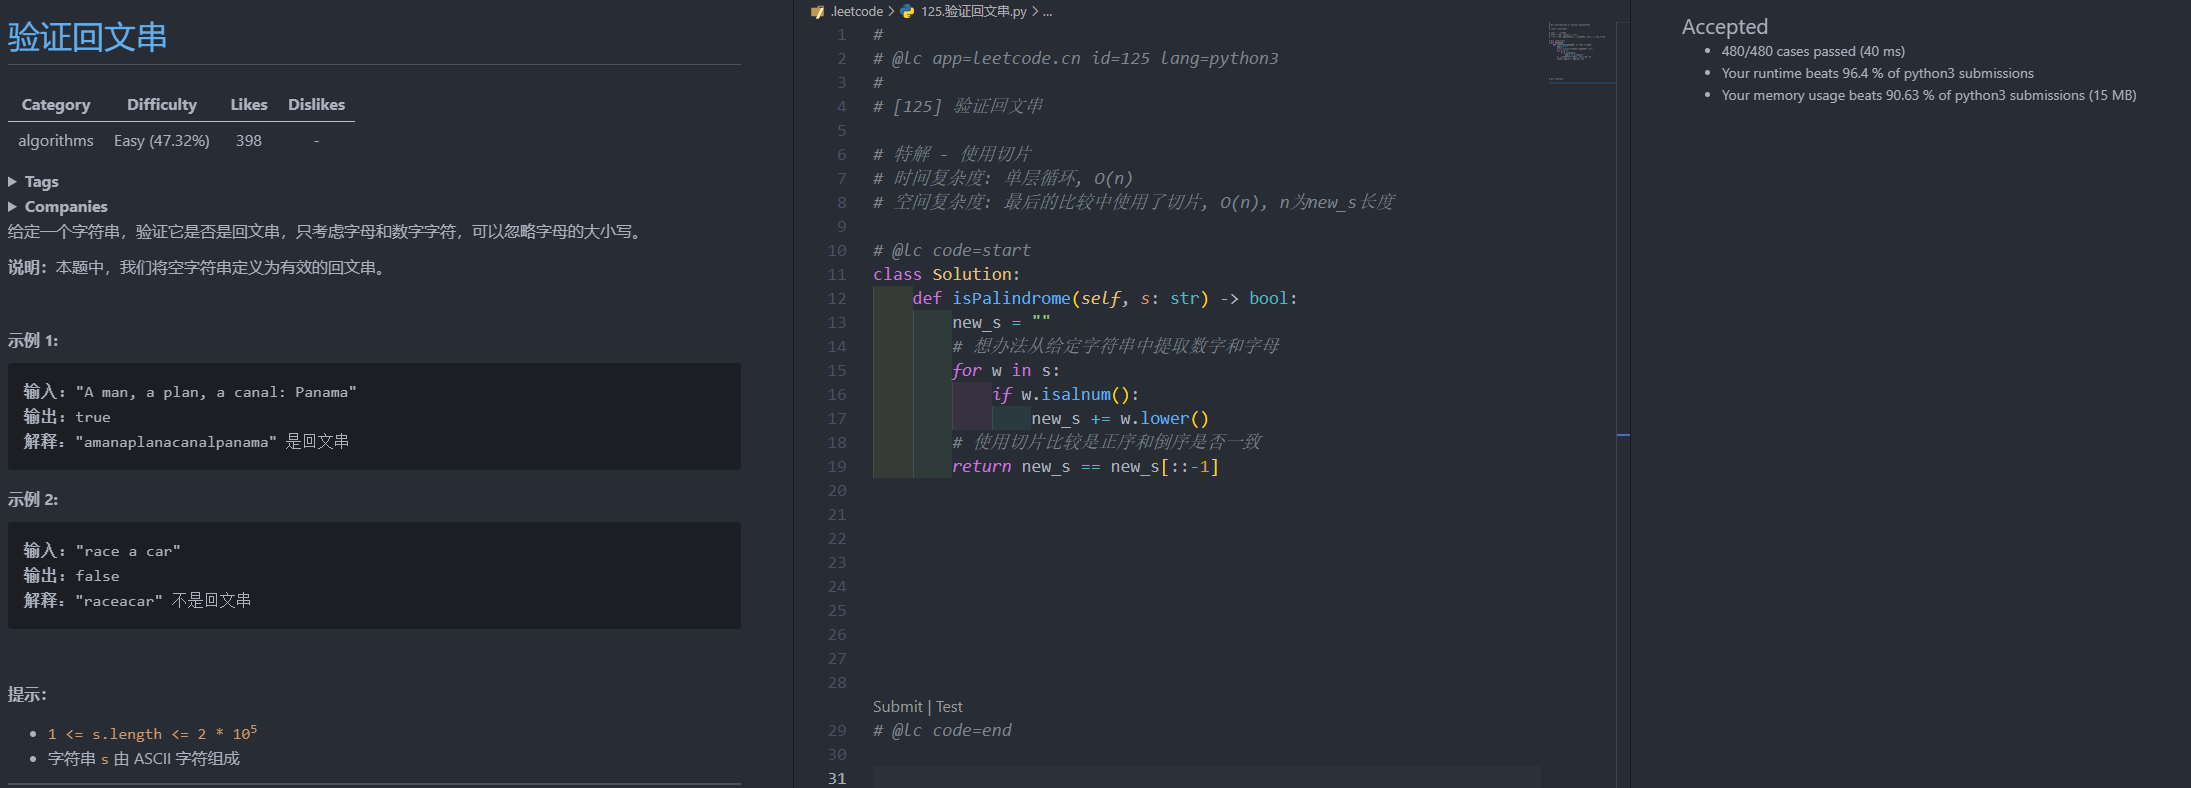 验证回文串
Category Difficulty Likes Dislikes
algorithms Easy (47.32%) 398 -
Tags
Companies
给定一个字符串，验证它是否是回文串，只考虑字母和数字字符，可以忽略字母的大小写。
说明：本题中，我们将空字符串定义为有效的回文串。
示例 1:
输入："A man, a plan, a canal: Panama"
输出：true
解释："amanaplanacanalpanama" 是回文串
示例 2:
输入："race a car"
输出：false
解释："raceacar" 不是回文串
提示：
1 <= s.length <= 2 * 10⁵
字符串 s 由 ASCII 字符组成
.leetcode > 125.验证回文串.py > ...
1 #
2 # @lc app=leetcode.cn id=125 lang=python3
3 #
4 # [125] 验证回文串
5
6 # 特解 - 使用切片
7 # 时间复杂度: 单层循环, O(n)
8 # 空间复杂度: 最后的比较中使用了切片, O(n), n为new_s长度
9
10 # @lc code=start
11 class Solution:
12 def isPalindrome(self, s: str) -> bool:
13 new_s = ""
14 # 想办法从给定字符串中提取数字和字母
15 for w in s:
16 if w.isalnum():
17 new_s += w.lower()
18 # 使用切片比较是正序和倒序是否一致
19 return new_s == new_s[::-1]
20
21
22
23
24
25
26
27
28
Submit | Test
29 # @lc code=end
30
31
Accepted
480/480 cases passed (40 ms)
Your runtime beats 96.4 % of python3 submissions
Your memory usage beats 90.63 % of python3 submissions (15 MB)